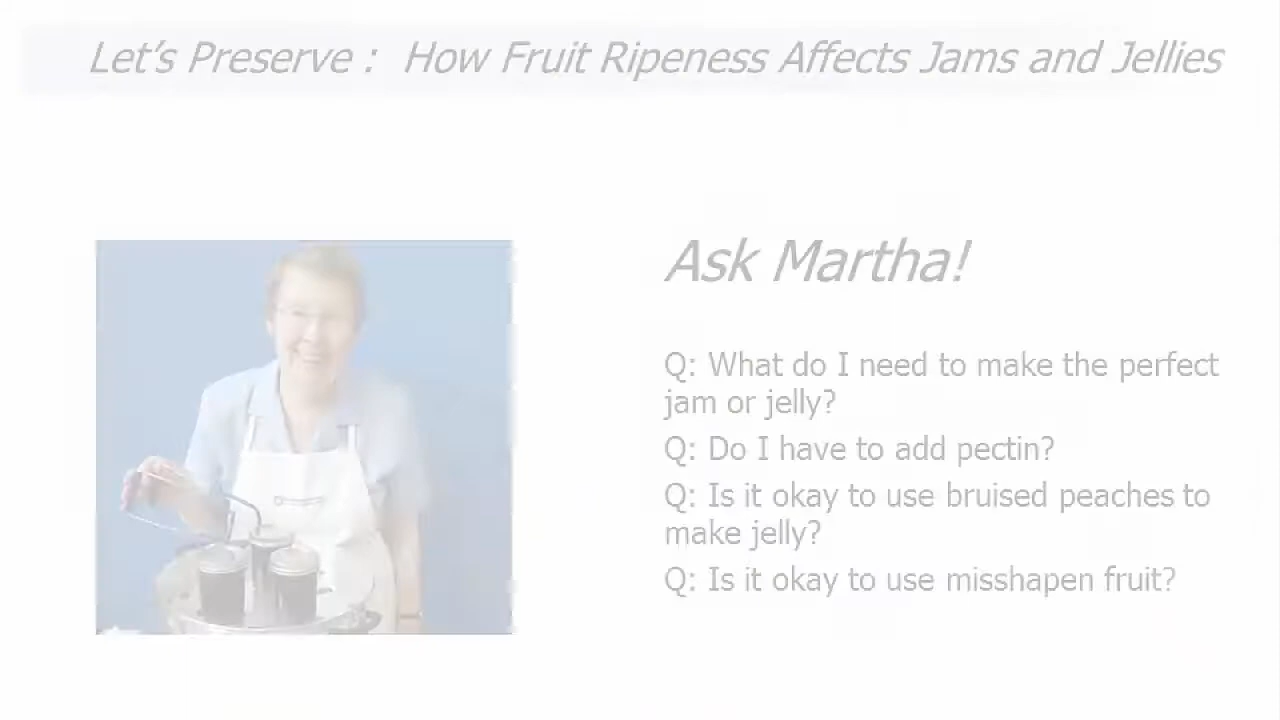 Let's Preserve : How Fruit Ripeness Affects Jams and Jellies
Ask Martha!
Q: What do I need to make the perfect
jam or jelly?
Q: Do I have to add pectin?
Q: Is it okay to use bruised peaches to
make jelly?
Q: Is it okay to use misshapen fruit?